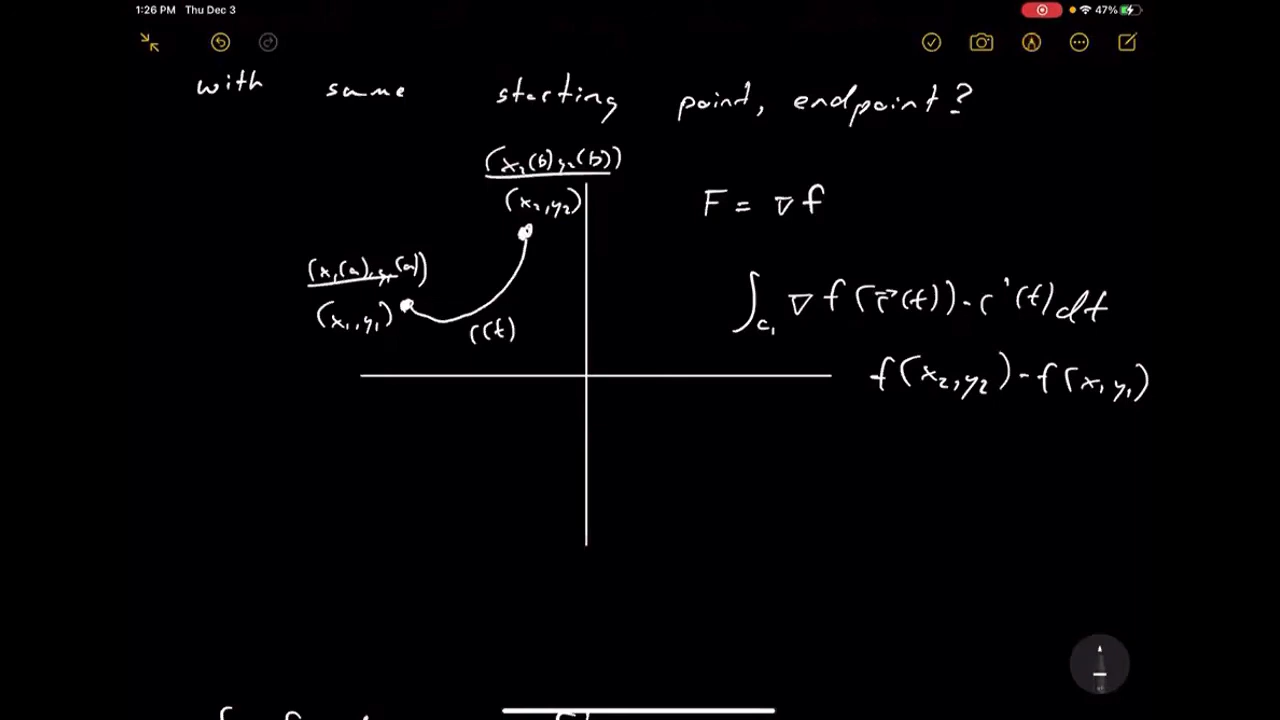 1:26 PM Thu Dec 3
47%
with same starting point, endpoint?
(x₂(b) y₂(b))
(x₂,y₂)
F = ∇f
(x₁(a), y₁(a))
(x₁,y₁)
r(t)
∫c₁ ∇f(r⃗(t)) · r'(t) dt
f(x₂,y₂) - f(x₁ y₁)